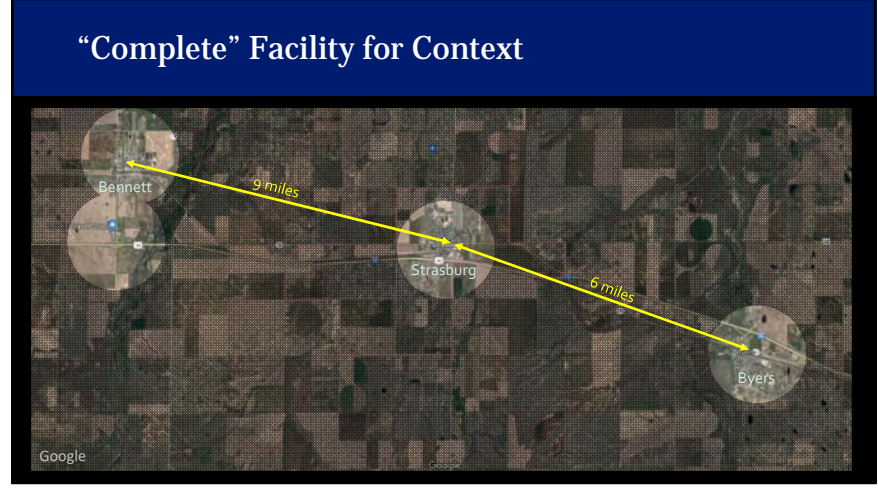 “Complete” Facility for Context
Bennett
9 miles
Strasburg
6 miles
Byers
Google
Google